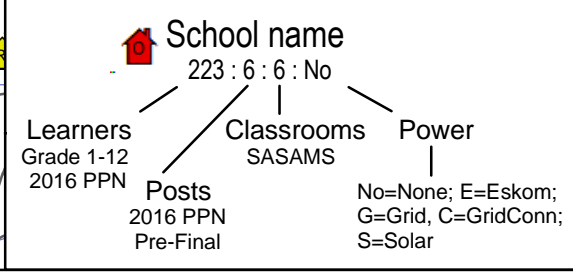 O
School name
223 : 6 : 6 : No
Learners
Grade 1-12
2016 PPN
Posts
2016 PPN
Pre-Final
Classrooms
SASAMS
Power
No=None; E=Eskom;
G=Grid, C=GridConn;
S=Solar